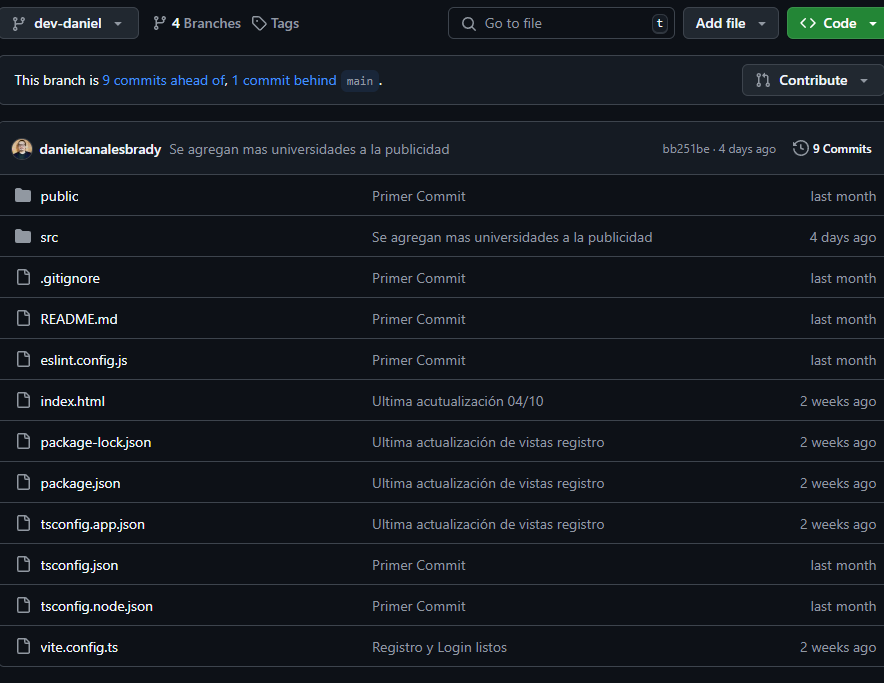 dev-daniel 4 Branches Tags Go to file t Add file Code
This branch is 9 commits ahead of, 1 commit behind main . Contribute
danielcanalesbrady Se agregan mas universidades a la publicidad bb251be · 4 days ago 9 Commits
public Primer Commit last month
src Se agregan mas universidades a la publicidad 4 days ago
.gitignore Primer Commit last month
README.md Primer Commit last month
eslint.config.js Primer Commit last month
index.html Ultima acutualización 04/10 2 weeks ago
package-lock.json Ultima actualización de vistas registro 2 weeks ago
package.json Ultima actualización de vistas registro 2 weeks ago
tsconfig.app.json Ultima actualización de vistas registro 2 weeks ago
tsconfig.json Primer Commit last month
tsconfig.node.json Primer Commit last month
vite.config.ts Registro y Login listos 2 weeks ago